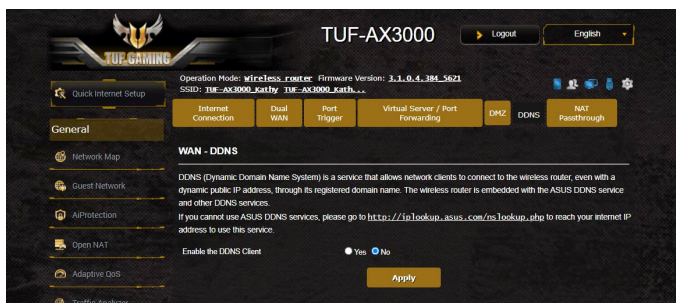 TUF GAMING
TUF-AX3000
Logout
English
Quick Internet Setup
General
Network Map
Guest Network
AiProtection
Open NAT
Adaptive QoS
Traffic Analyzer
Operation Mode: Wireless router Firmware Version: 3.1.0.4.384_5621
SSID: TUF-AX3000_Kathy TUF-AX3000_Kath...
Internet
Connection
Dual
WAN
Port
Trigger
Virtual Server / Port
Forwarding
DMZ
DDNS
NAT
Passthrough
WAN - DDNS
DDNS (Dynamic Domain Name System) is a service that allows network clients to connect to the wireless router, even with a
dynamic public IP address, through its registered domain name. The wireless router is embedded with the ASUS DDNS service
and other DDNS services.
If you cannot use ASUS DDNS services, please go to http://iplookup.asus.com/nslookup.php to reach your internet IP
address to use this service.
Enable the DDNS Client
Yes No
Apply